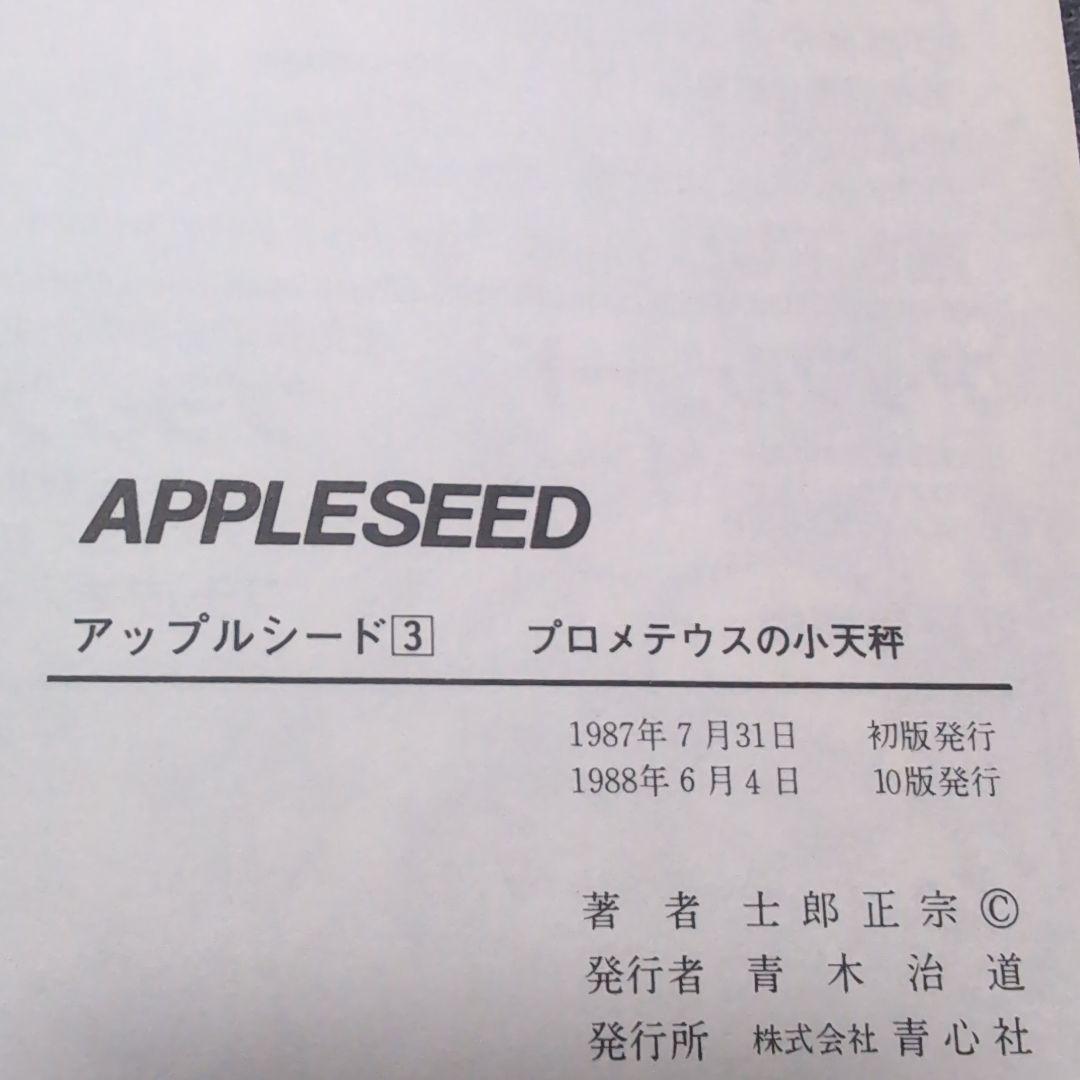 APPLESEED
アップルシード3 プロメテウスの小天秤
1987年7月31日 初版発行
1988年6月4日 10版発行
著者 士郎正宗©
発行者 青木治道
発行所 株式会社青心社